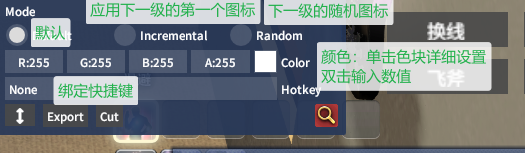 Mode
应用下一级的第一个图标
下一级的随机图标
默认
Incremental
Random
换线
R:255
G:255
B:255
A:255
Color
颜色：单击色块详细设置
双击输入数值
飞斧
None
绑定快捷键
Hotkey
Export
Cut